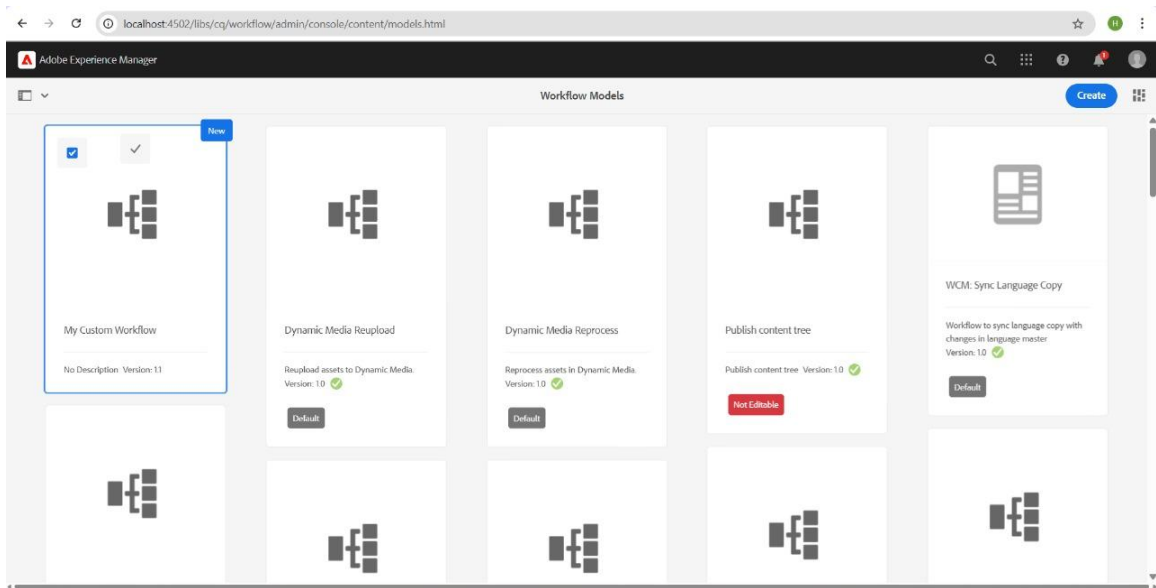 localhost:4502/libs/cq/workflow/admin/console/content/models.html
H
Adobe Experience Manager
1
Workflow Models
Create
New
My Custom Workflow
No Description Version: 1.1
Dynamic Media Reupload
Reupload assets to Dynamic Media.
Version: 1.0
Default
Dynamic Media Reprocess
Reprocess assets in Dynamic Media.
Version: 1.0
Default
Publish content tree
Publish content tree Version: 1.0
Not Editable
WCM: Sync Language Copy
Workflow to sync language copy with
changes in language master
Version: 1.0
Default